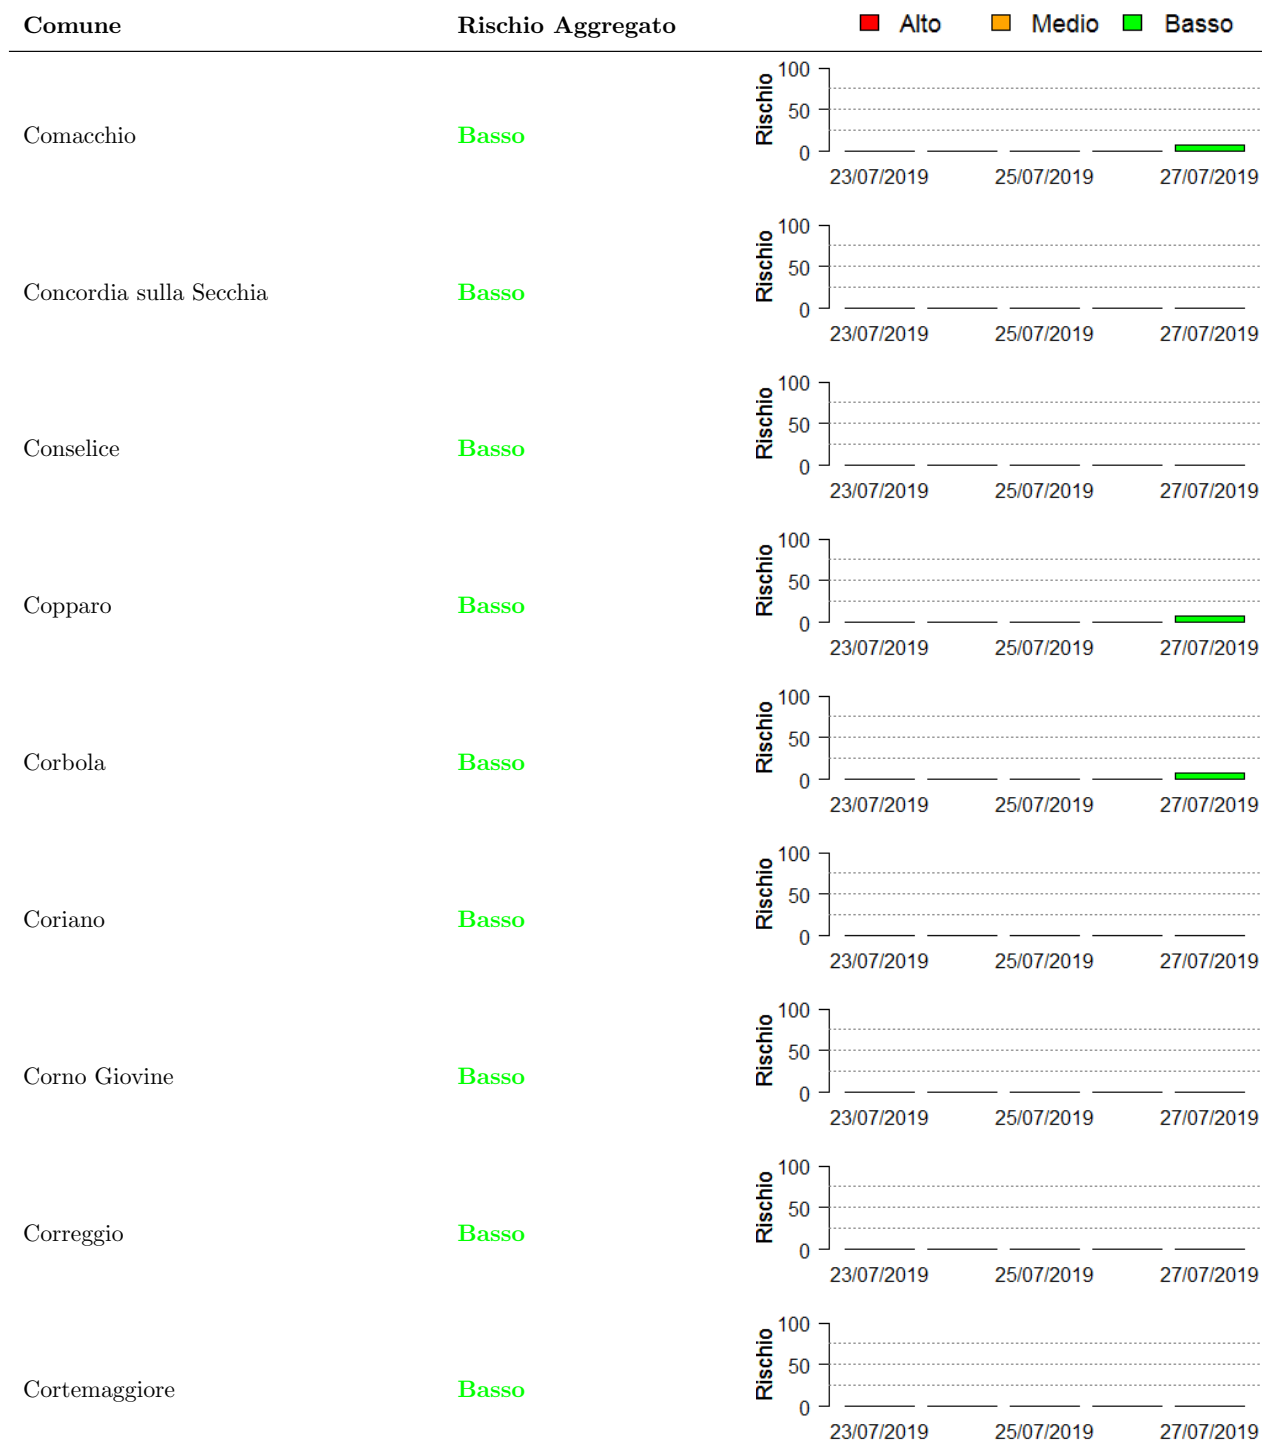 Comune Rischio Aggregato Alto Medio Basso
Comacchio Basso Rischio 100 50 0
23/07/2019 25/07/2019 27/07/2019
Concordia sulla Secchia Basso Rischio 100 50 0
23/07/2019 25/07/2019 27/07/2019
Conselice Basso Rischio 100 50 0
23/07/2019 25/07/2019 27/07/2019
Copparo Basso Rischio 100 50 0
23/07/2019 25/07/2019 27/07/2019
Corbola Basso Rischio 100 50 0
23/07/2019 25/07/2019 27/07/2019
Coriano Basso Rischio 100 50 0
23/07/2019 25/07/2019 27/07/2019
Corno Giovine Basso Rischio 100 50 0
23/07/2019 25/07/2019 27/07/2019
Correggio Basso Rischio 100 50 0
23/07/2019 25/07/2019 27/07/2019
Cortemaggiore Basso Rischio 100 50 0
23/07/2019 25/07/2019 27/07/2019